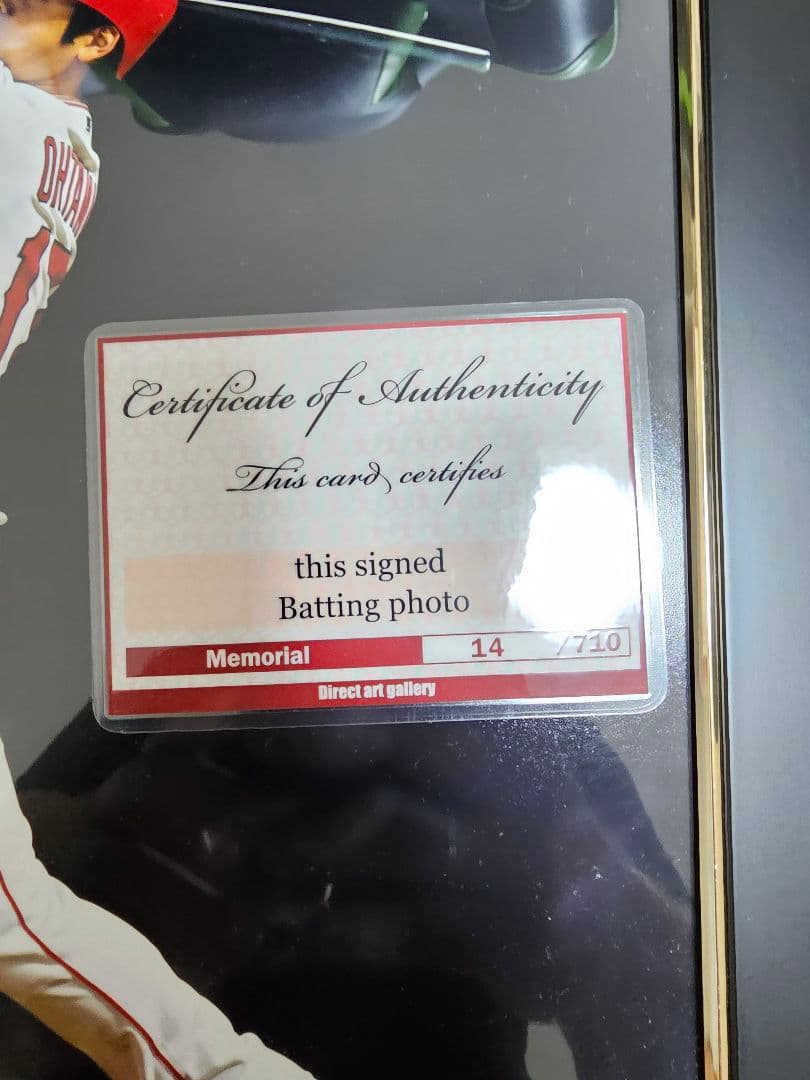 OHTANI
Certificate of Authenticity
This card certifies
this signed
Batting photo
Memorial 14 /710
Direct art gallery